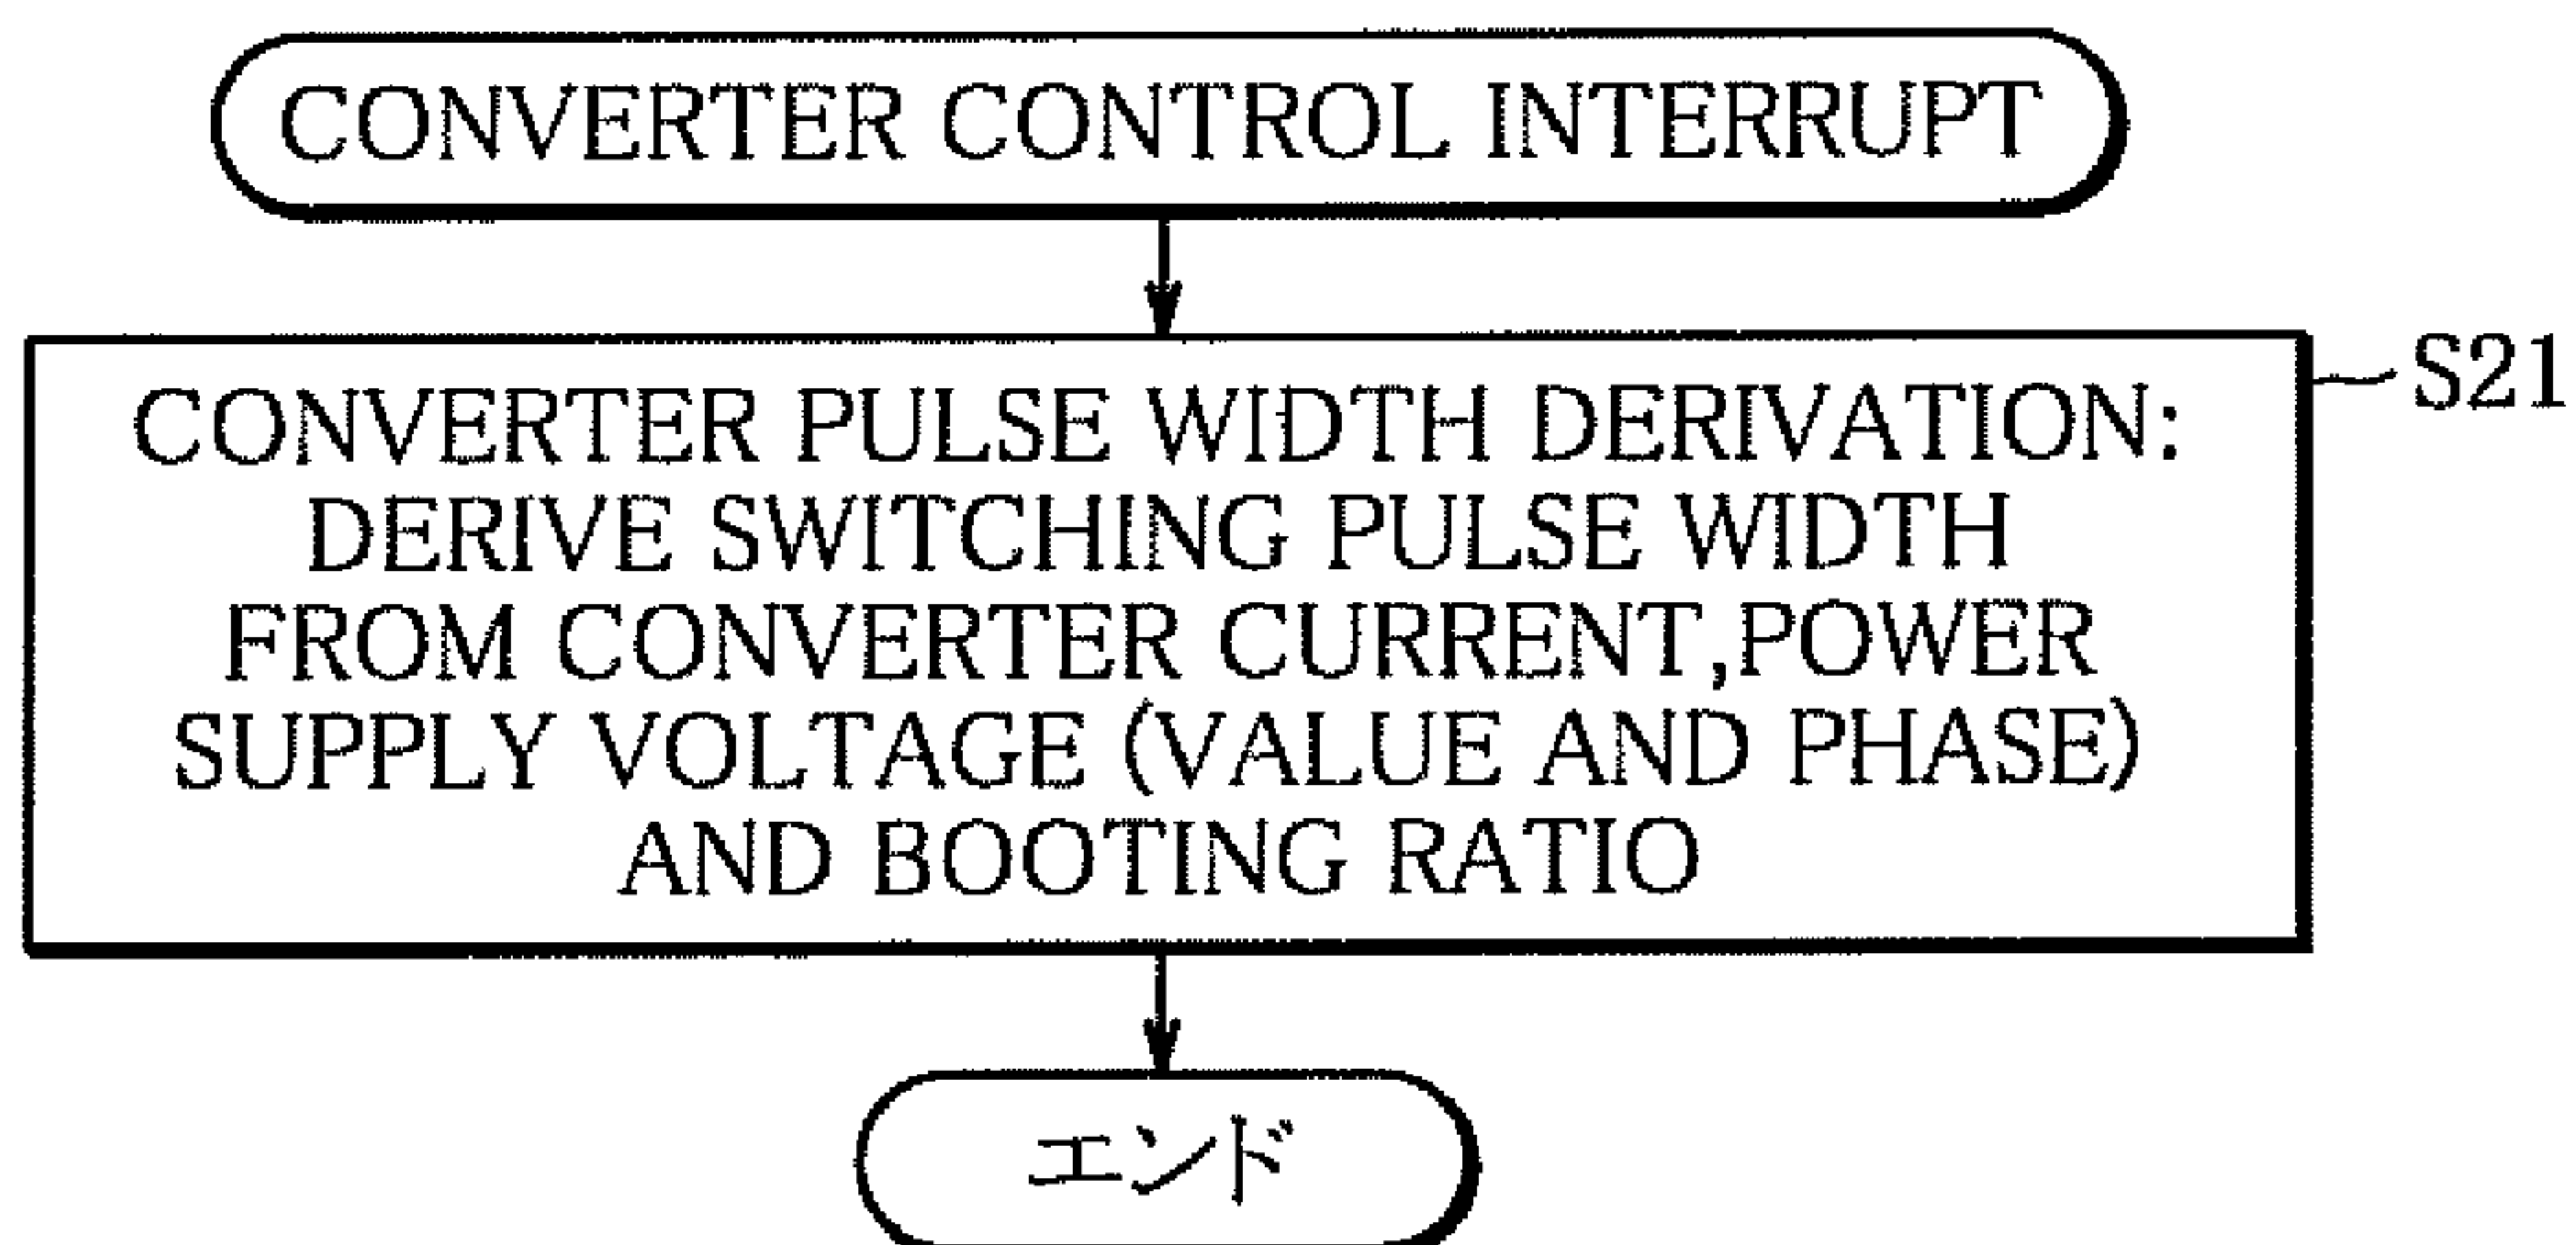 CONVERTER CONTROL INTERRUPT
S21
CONVERTER PULSE WIDTH DERIVATION:
DERIVE SWITCHING PULSE WIDTH
FROM CONVERTER CURRENT,POWER
SUPPLY VOLTAGE (VALUE AND PHASE)
AND BOOTING RATIO
エンド